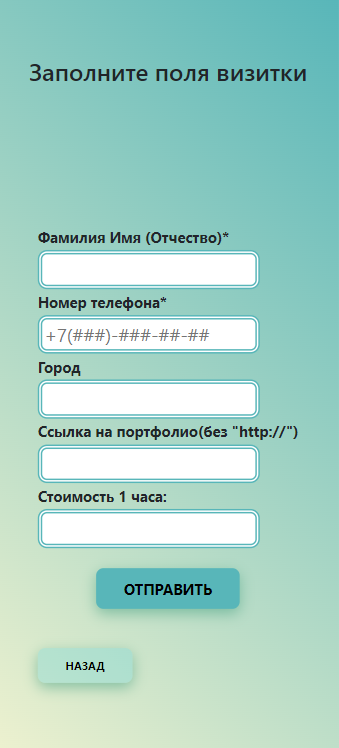 Заполните поля визитки
Фамилия Имя (Отчество)*
Номер телефона*
+7(###)-###-##-##
Город
Ссылка на портфолио(без "http://")
Стоимость 1 часа:
ОТПРАВИТЬ
НАЗАД